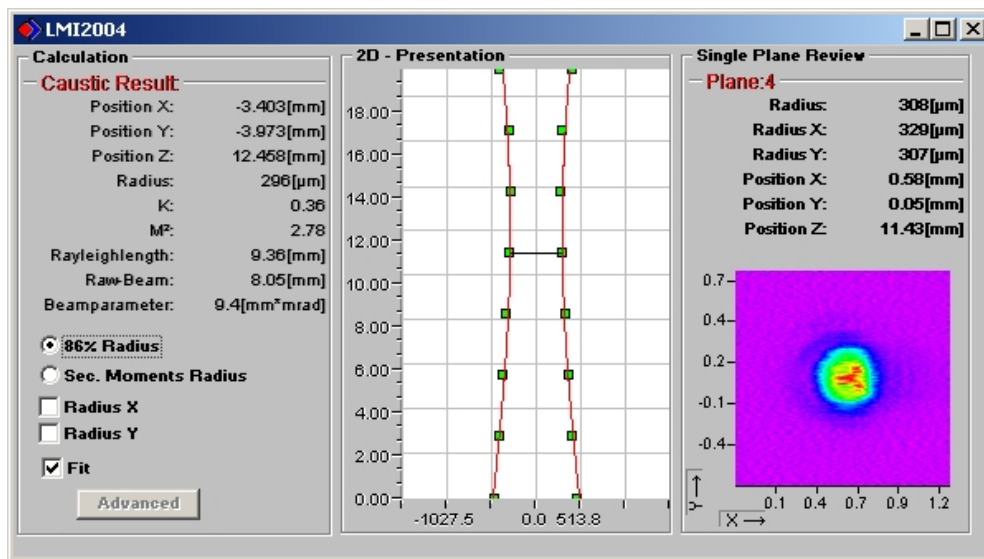 LMI2004
Calculation
Caustic Result:
Position X: -3.403[mm]
Position Y: -3.973[mm]
Position Z: 12.458[mm]
Radius: 296[µm]
K: 0.36
M²: 2.78
Rayleighlength: 9.36[mm]
Raw-Beam: 8.05[mm]
Beamparameter: 9.4[mm*mrad]
86% Radius
Sec. Moments Radius
Radius X
Radius Y
Fit
Advanced
2D - Presentation
18.00
16.00
14.00
12.00
10.00
8.00
6.00
4.00
2.00
0.00
-1027.5 0.0 513.8
Single Plane Review
Plane:4
Radius: 308[µm]
Radius X: 329[µm]
Radius Y: 307[µm]
Position X: 0.58[mm]
Position Y: 0.05[mm]
Position Z: 11.43[mm]
0.7
0.4
0.2
-0.1
-0.4
0.1 0.4 0.7 0.9 1.2
Y
X